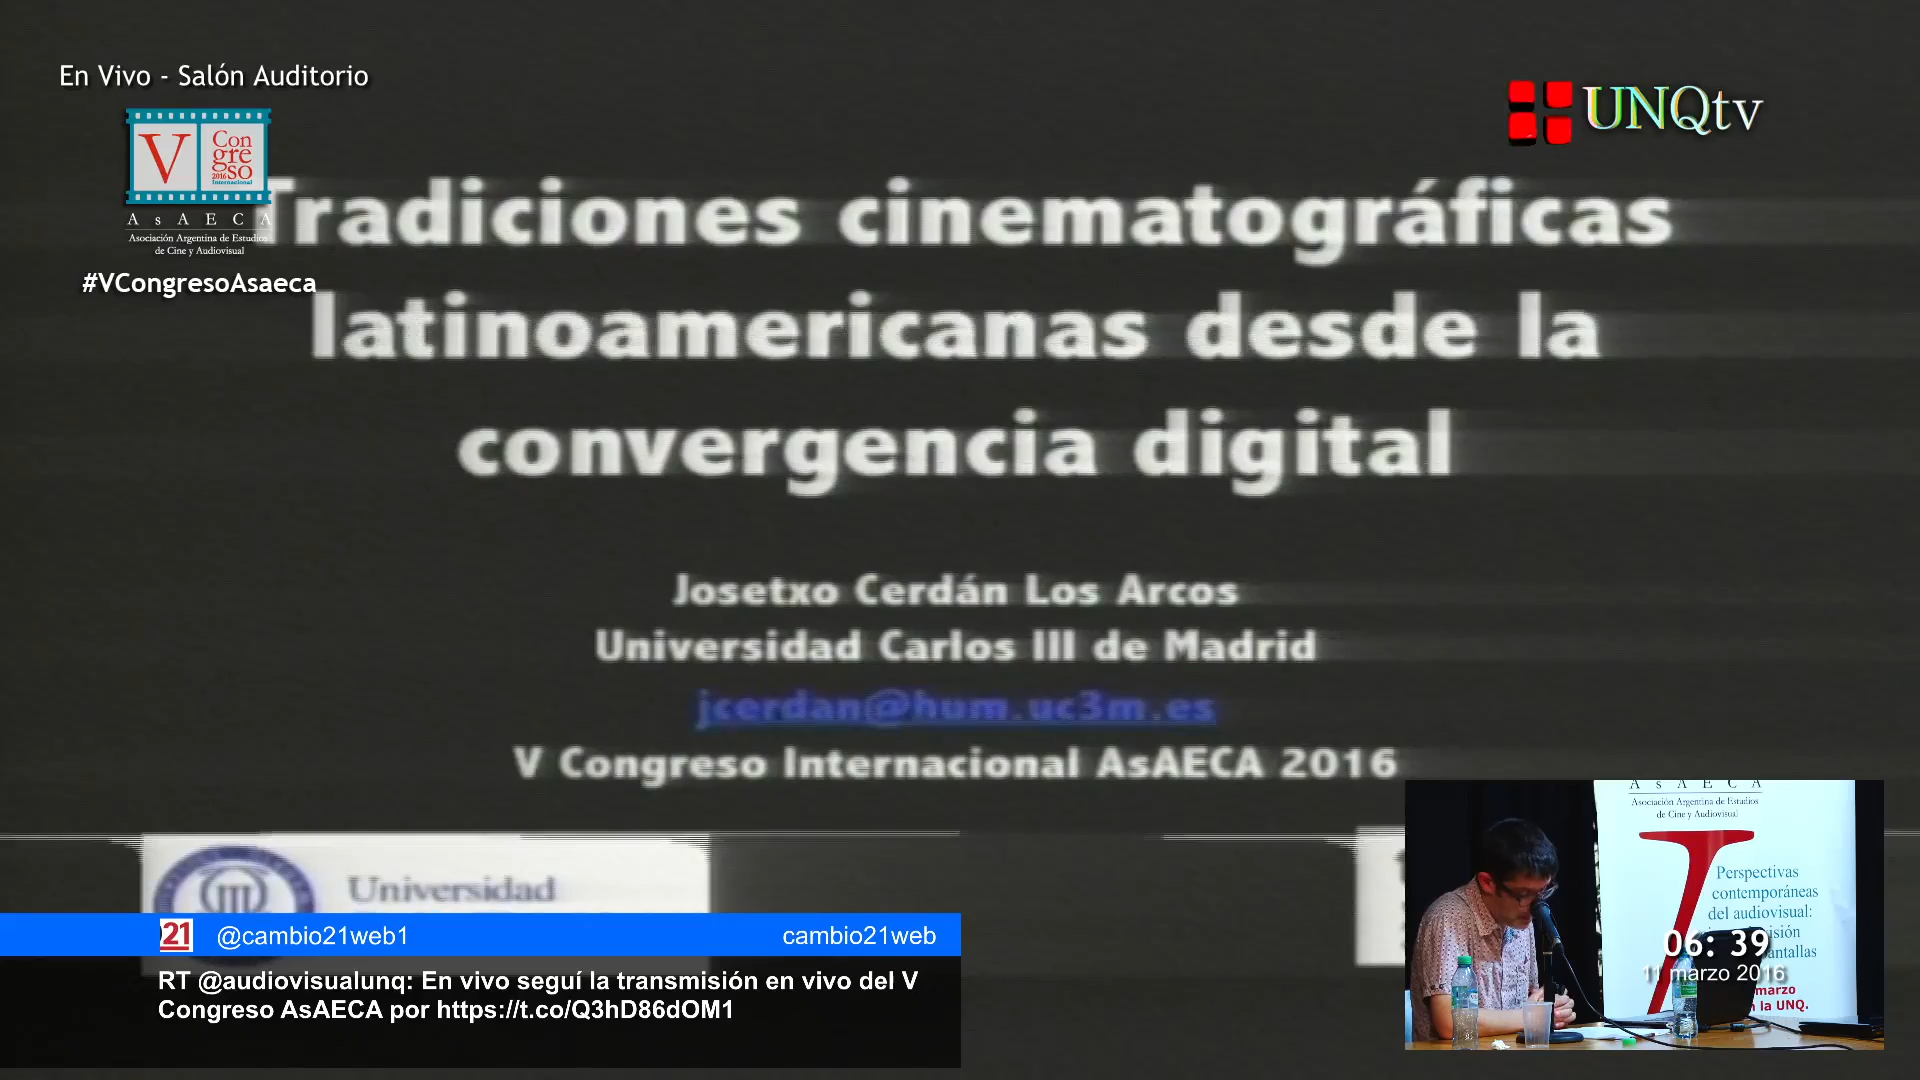 En Vivo - Salón Auditorio
UNQtv
V
Con
gre
so
2016
Internacional
A s A E C A
Asociación Argentina de Estudios
de Cine y Audiovisual
#VCongresoAsaeca
Tradiciones cinematográficas
latinoamericanas desde la
convergencia digital
Josetxo Cerdán Los Arcos
Universidad Carlos III de Madrid
jcerdan@hum.uc3m.es
V Congreso Internacional AsAECA 2016
Universidad
21 @cambio21web1 cambio21web
RT @audiovisualunq: En vivo seguí la transmisión en vivo del V
Congreso AsAECA por https://t.co/Q3hD86dOM1
A s A E C A
Asociación Argentina de Estudios
de Cine y Audiovisual
Perspectivas
contemporáneas
del audiovisual:
06: 39
11 marzo 2016
marzo
la UNQ.